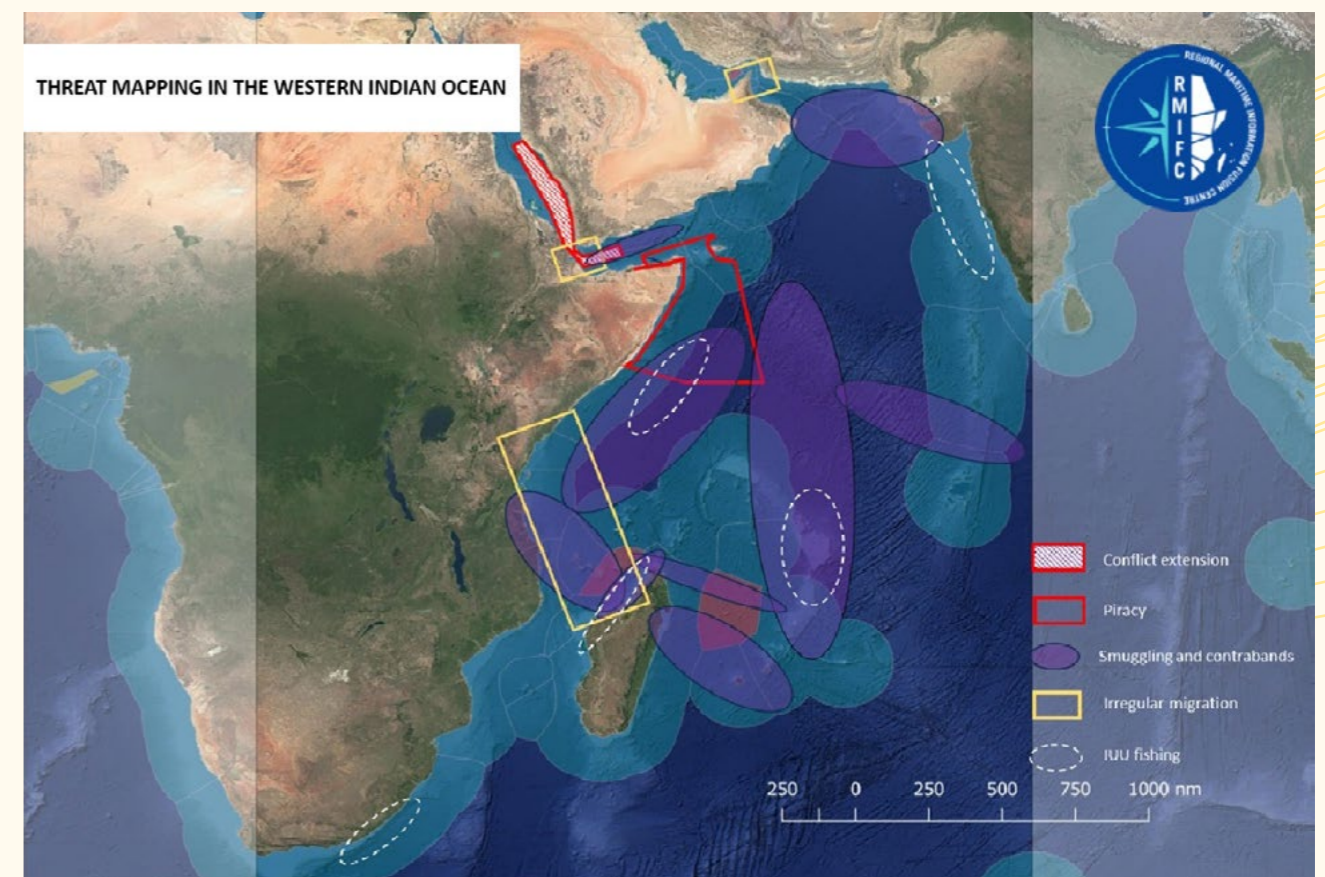 THREAT MAPPING IN THE WESTERN INDIAN OCEAN
REGIONAL MARITIME INFORMATION FUSION CENTRE
R
M
I
F
C
Conflict extension
Piracy
Smuggling and contrabands
Irregular migration
IUU fishing
250 0 250 500 750 1000 nm